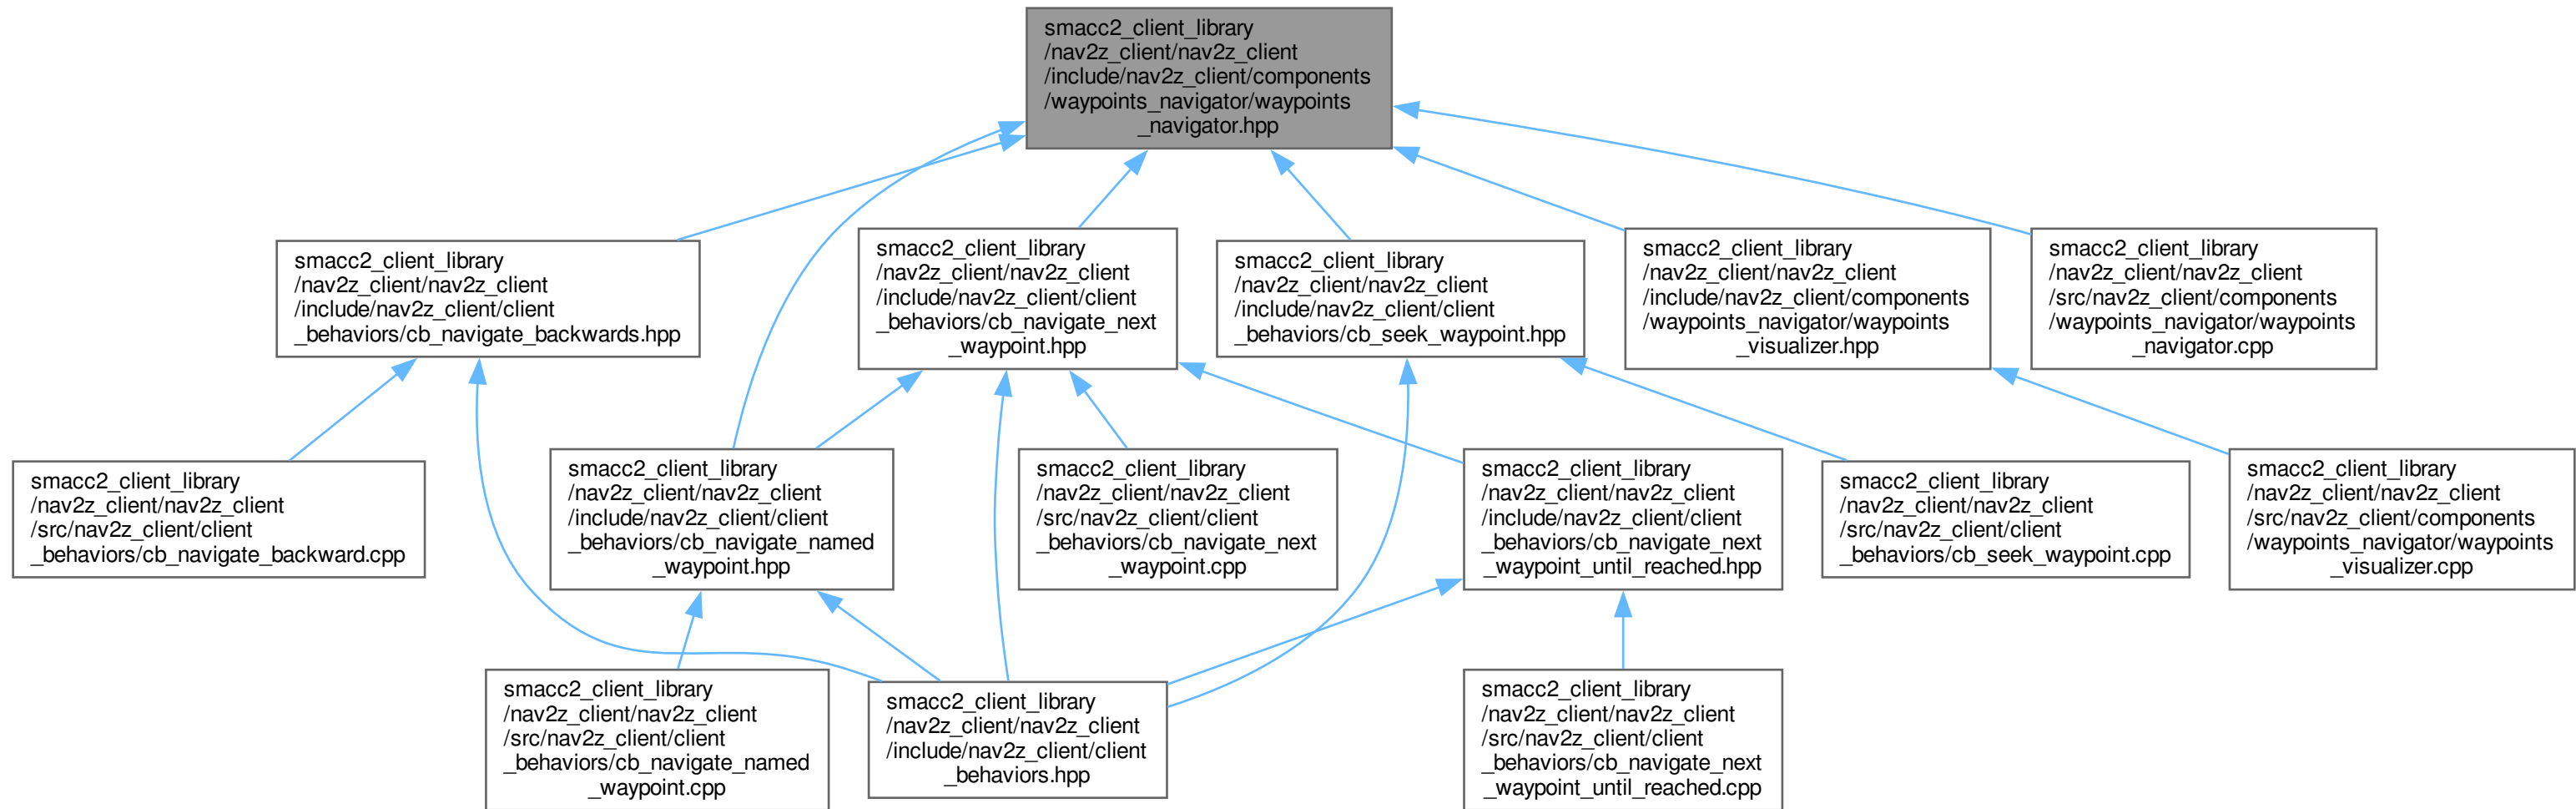 smacc2_client_library
/nav2z_client/nav2z_client
/include/nav2z_client/components
/waypoints_navigator/waypoints
_navigator.hpp
smacc2_client_library
/nav2z_client/nav2z_client
/include/nav2z_client/client
_behaviors/cb_navigate_backwards.hpp
smacc2_client_library
/nav2z_client/nav2z_client
/include/nav2z_client/client
_behaviors/cb_navigate_next
_waypoint.hpp
smacc2_client_library
/nav2z_client/nav2z_client
/include/nav2z_client/client
_behaviors/cb_seek_waypoint.hpp
smacc2_client_library
/nav2z_client/nav2z_client
/include/nav2z_client/components
/waypoints_navigator/waypoints
_visualizer.hpp
smacc2_client_library
/nav2z_client/nav2z_client
/src/nav2z_client/components
/waypoints_navigator/waypoints
_navigator.cpp
smacc2_client_library
/nav2z_client/nav2z_client
/src/nav2z_client/client
_behaviors/cb_navigate_backward.cpp
smacc2_client_library
/nav2z_client/nav2z_client
/include/nav2z_client/client
_behaviors/cb_navigate_named
_waypoint.hpp
smacc2_client_library
/nav2z_client/nav2z_client
/src/nav2z_client/client
_behaviors/cb_navigate_next
_waypoint.cpp
smacc2_client_library
/nav2z_client/nav2z_client
/include/nav2z_client/client
_behaviors/cb_navigate_next
_waypoint_until_reached.hpp
smacc2_client_library
/nav2z_client/nav2z_client
/src/nav2z_client/client
_behaviors/cb_seek_waypoint.cpp
smacc2_client_library
/nav2z_client/nav2z_client
/src/nav2z_client/components
/waypoints_navigator/waypoints
_visualizer.cpp
smacc2_client_library
/nav2z_client/nav2z_client
/src/nav2z_client/client
_behaviors/cb_navigate_named
_waypoint.cpp
smacc2_client_library
/nav2z_client/nav2z_client
/include/nav2z_client/client
_behaviors.hpp
smacc2_client_library
/nav2z_client/nav2z_client
/src/nav2z_client/client
_behaviors/cb_navigate_next
_waypoint_until_reached.cpp